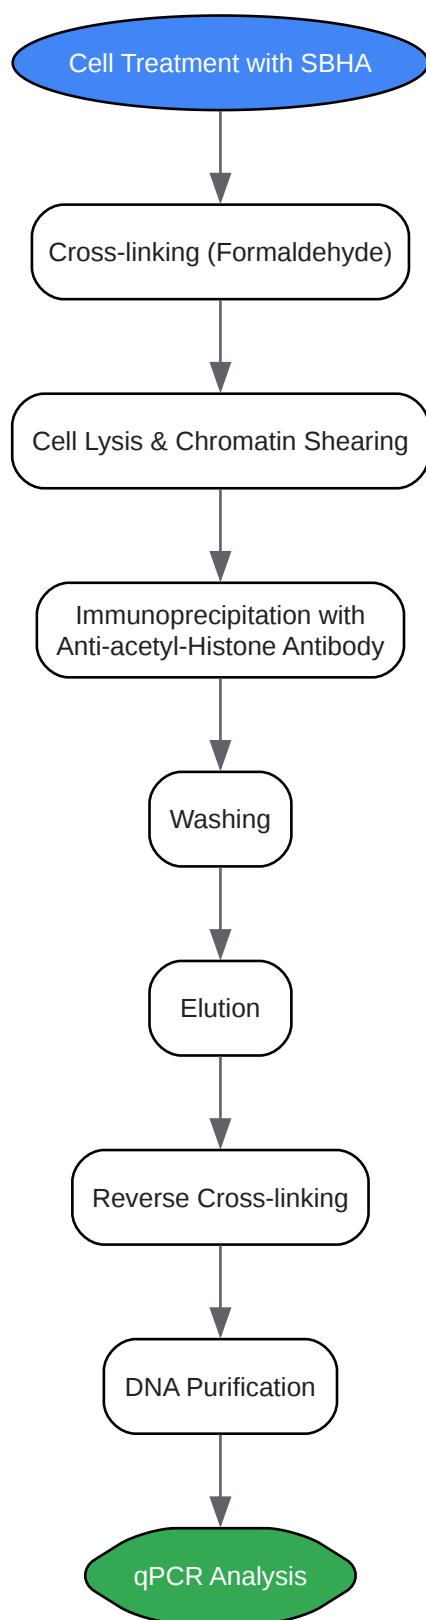 Cell Treatment with SBHA
Cross-linking (Formaldehyde)
Cell Lysis & Chromatin Shearing
Immunoprecipitation with
Anti-acetyl-Histone Antibody
Washing
Elution
Reverse Cross-linking
DNA Purification
qPCR Analysis